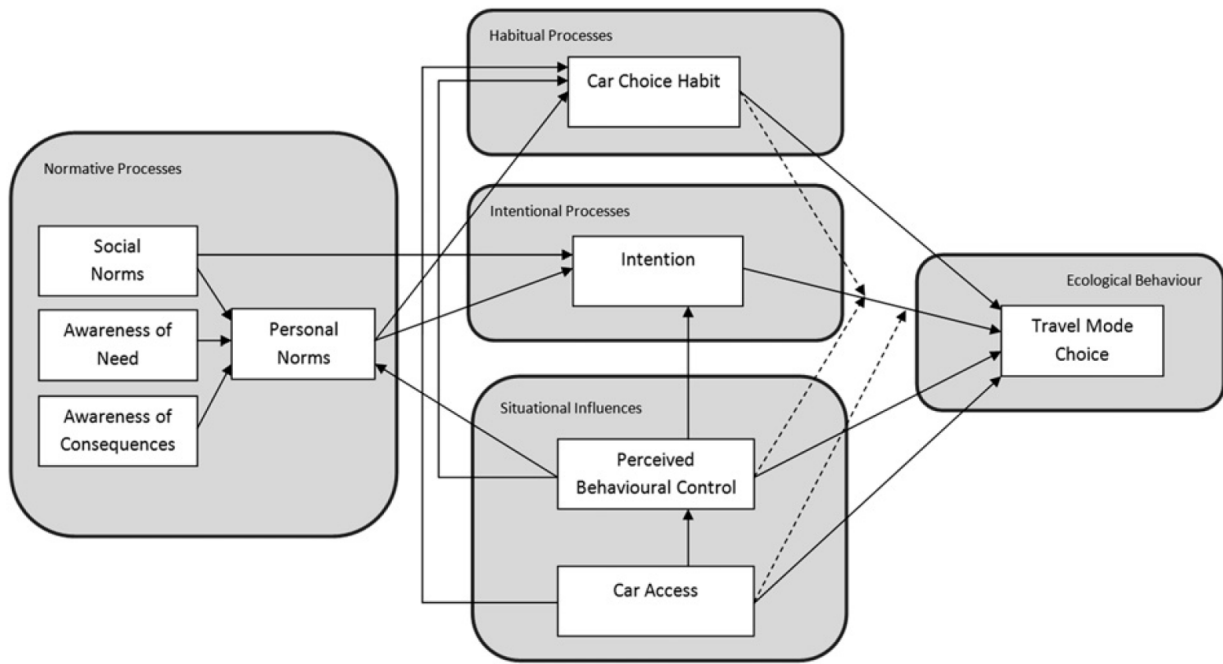 Habitual Processes
Car Choice Habit
Normative Processes
Social
Norms
Awareness of
Need
Awareness of
Consequences
Personal
Norms
Intentional Processes
Intention
Situational Influences
Perceived
Behavioural Control
Car Access
Ecological Behaviour
Travel Mode
Choice